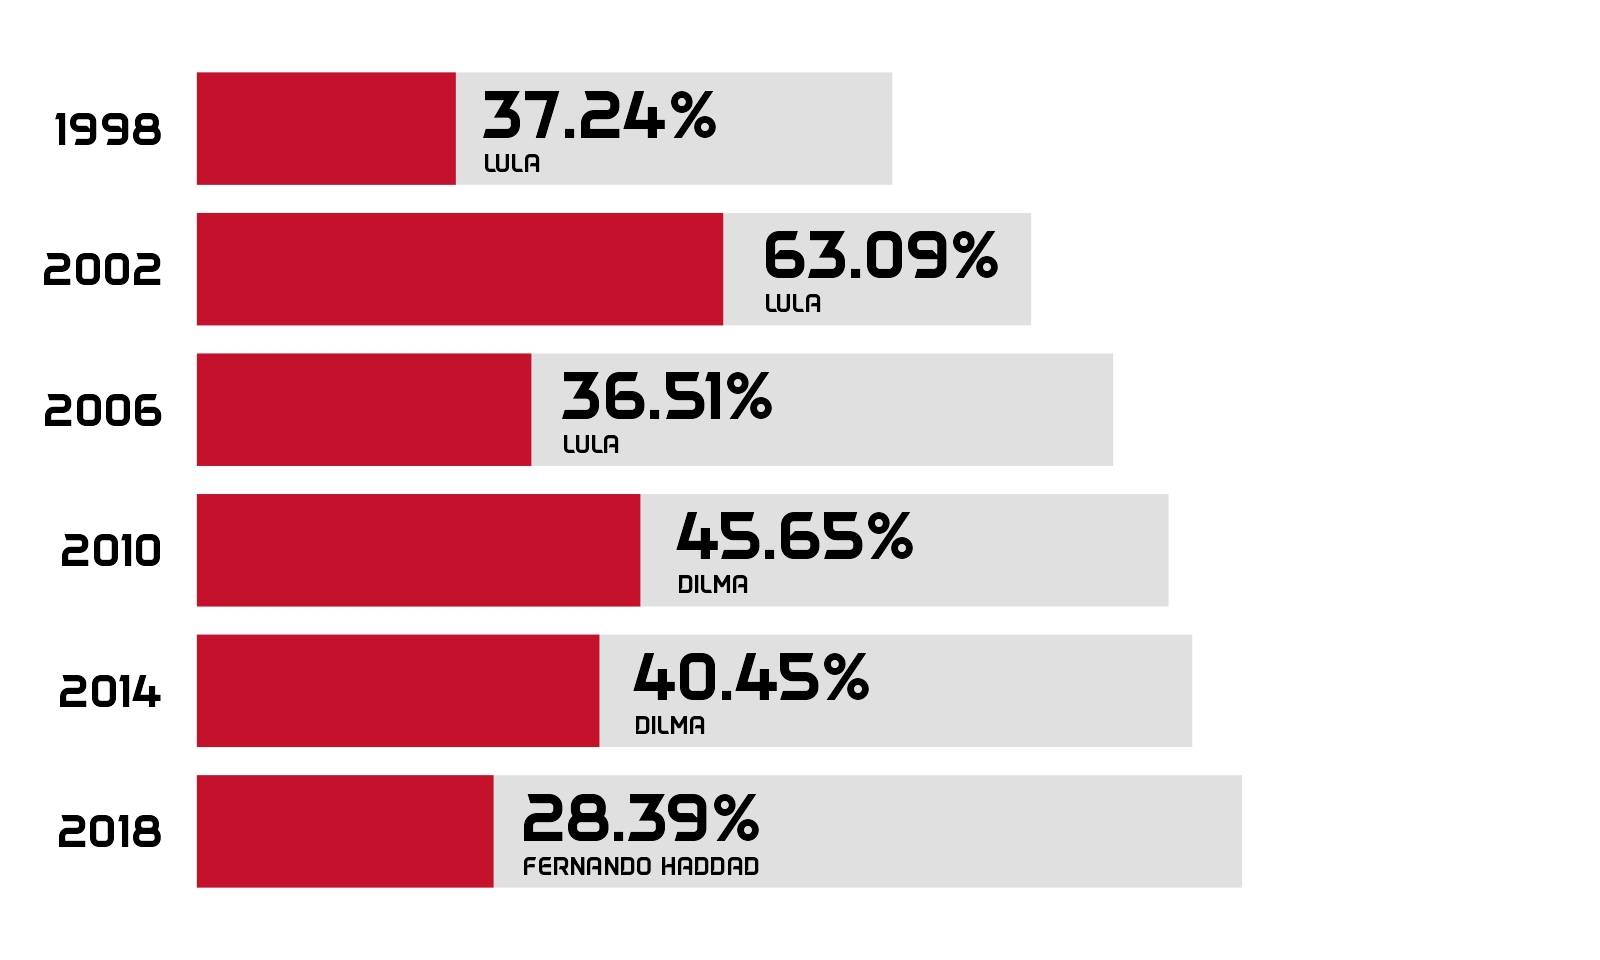 1998
37.24%
LULA
2002
63.09%
LULA
2006
36.51%
LULA
2010
45.65%
DILMA
2014
40.45%
DILMA
2018
28.39%
FERNANDO HADDAD